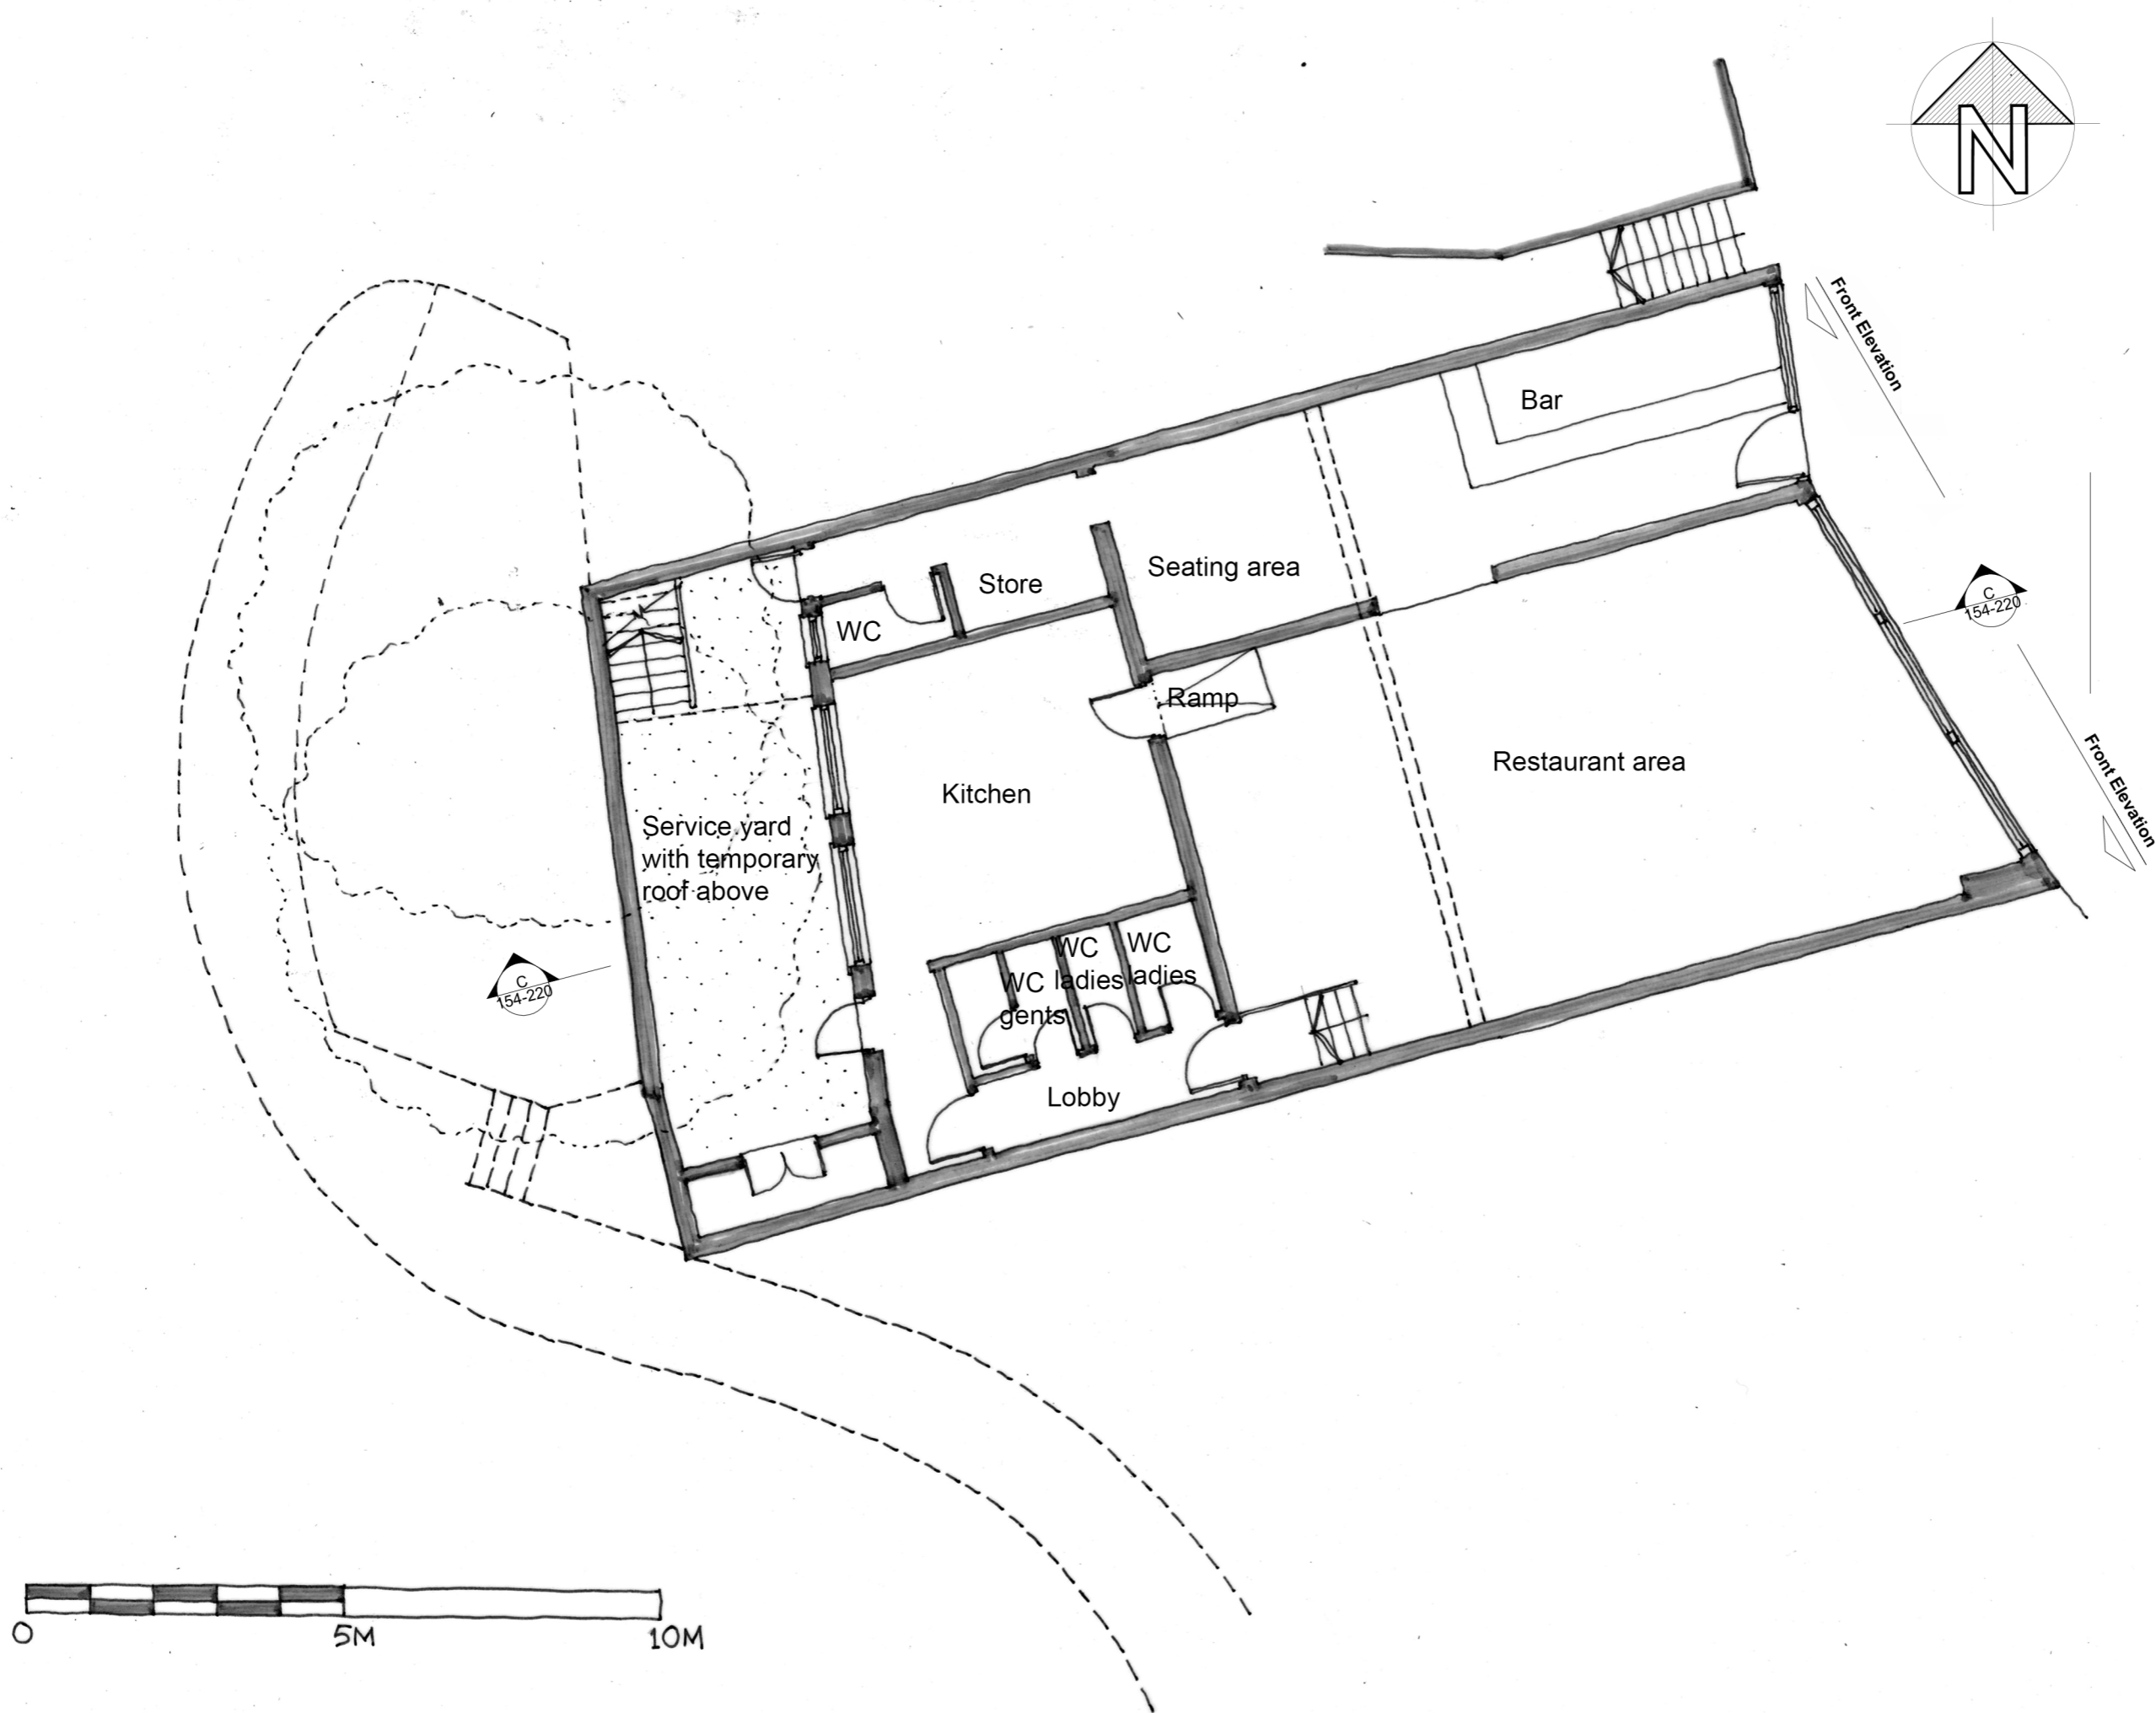 N
Front Elevation
Bar
Seating area
Store
C
154-220
WC
Ramp
Restaurant area
Front Elevation
Kitchen
Service yard
with temporary
roof above
WC
ladies
WC
ladies
WC
gents
C
154-220
Lobby
0
5M
10M